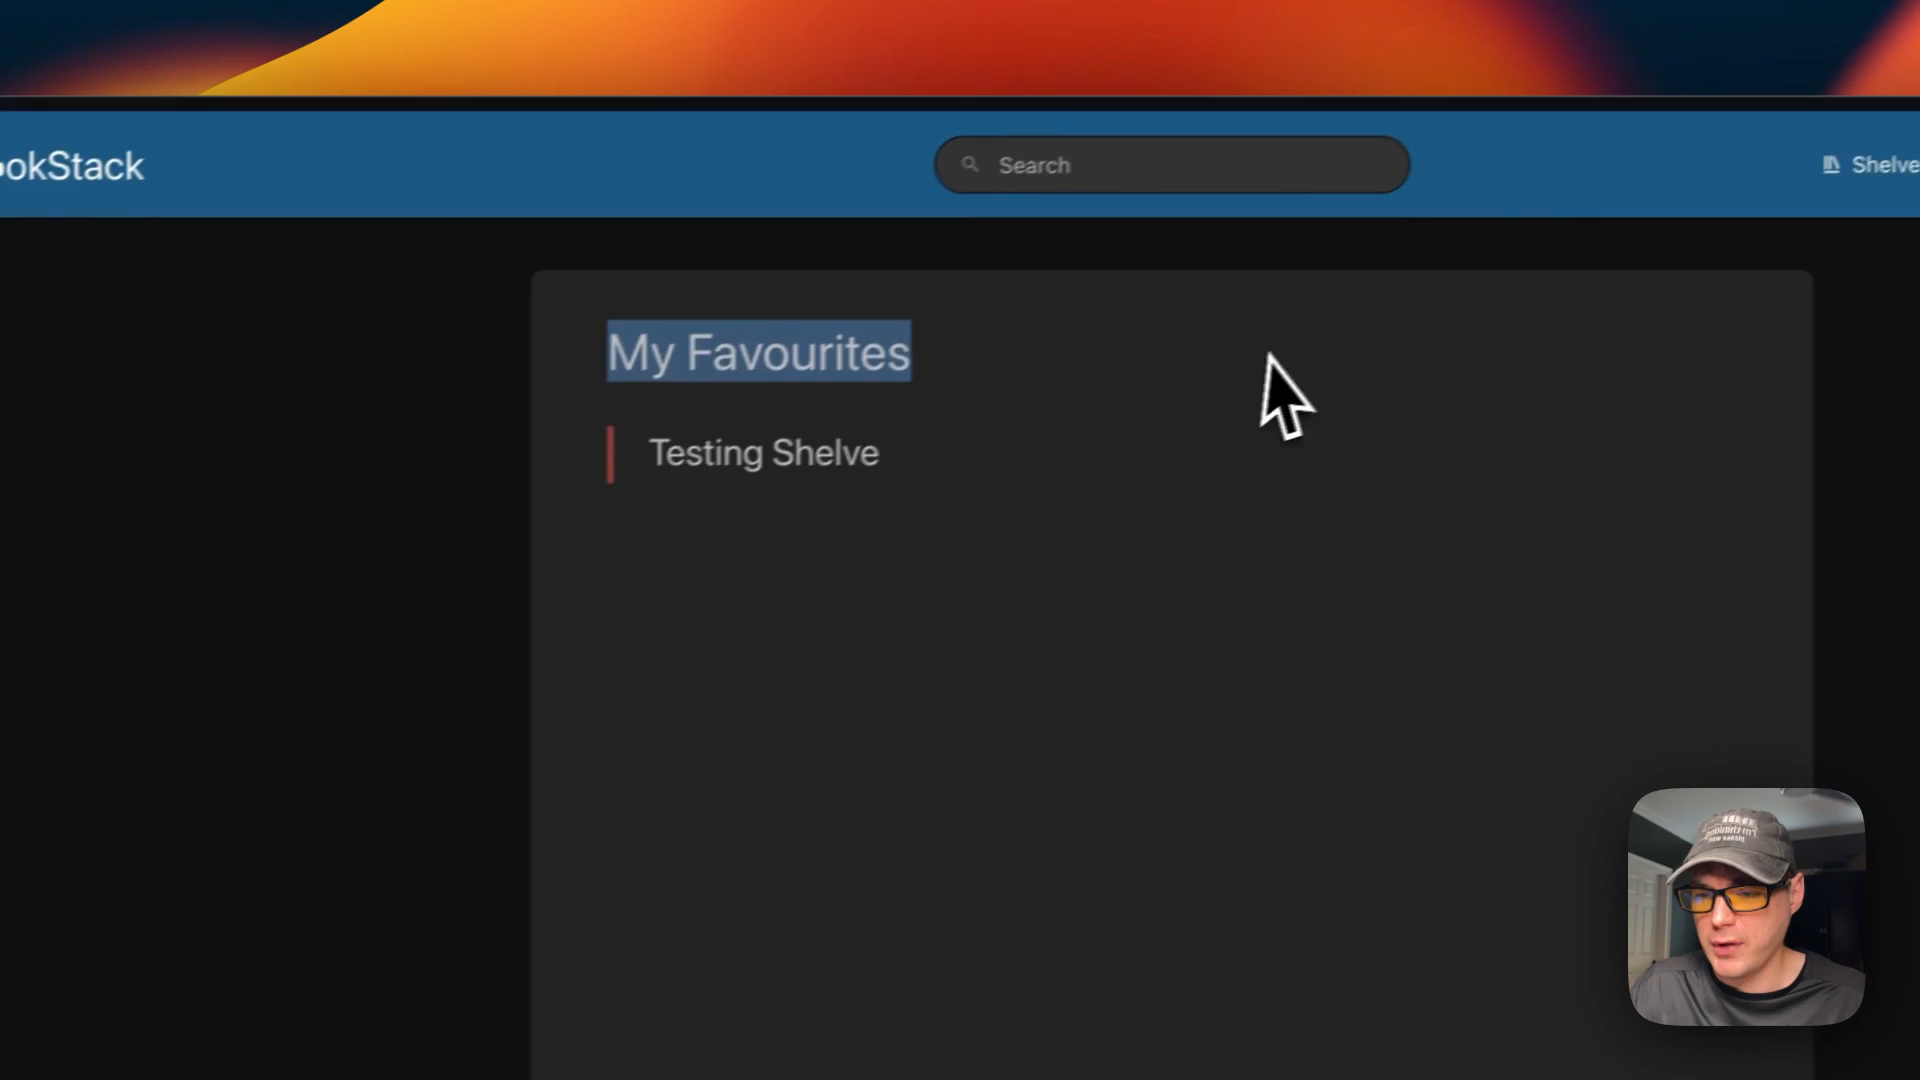 okStack
Search
Shelve
My Favourites
Testing Shelve